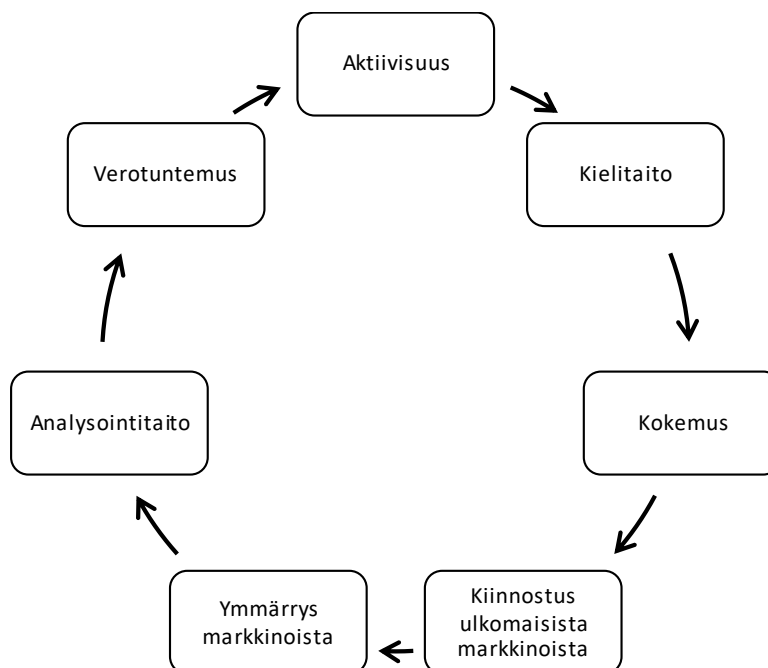 Aktiivisuus
Kielitaito
Kokemus
Kiinnostus
ulkomaisista
markkinoista
Ymmärrys
markkinoista
Analysointitaito
Verotuntemus